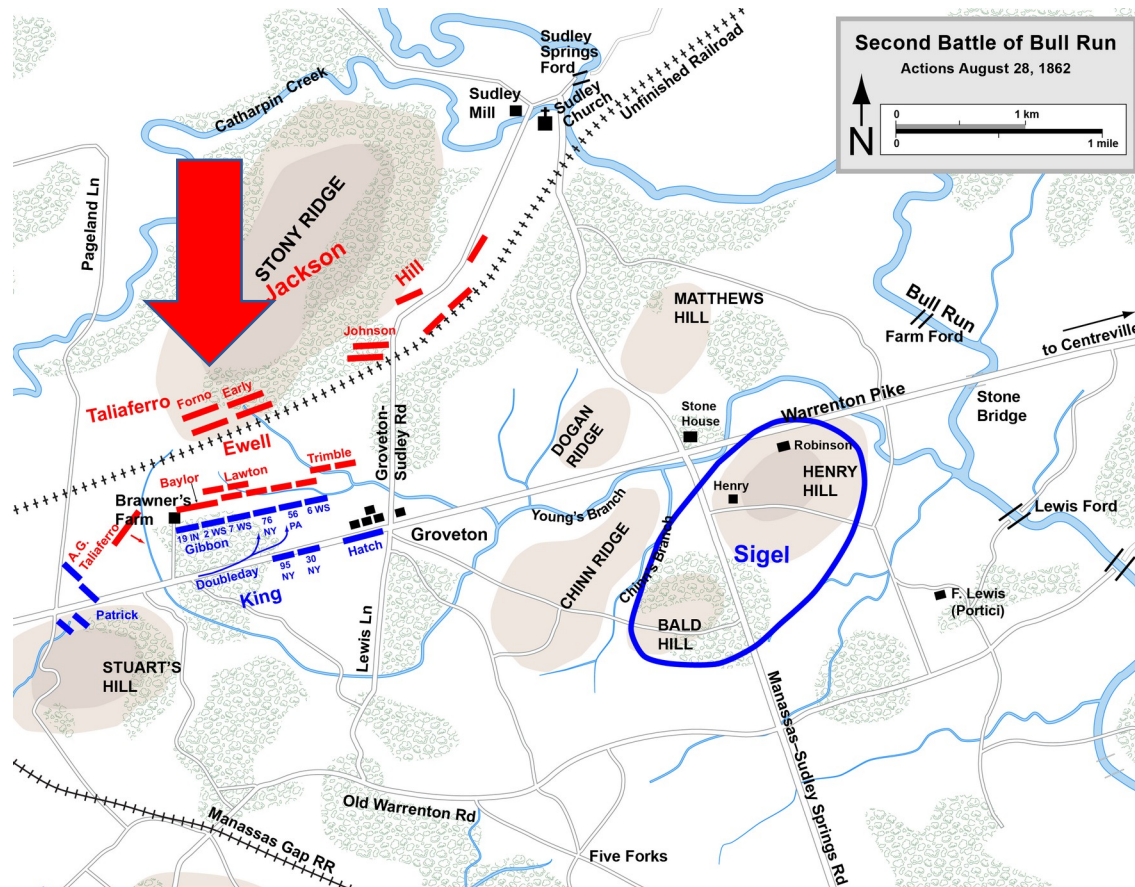 Second Battle of Bull Run
Actions August 28, 1862
N
0
1 km
0
1 mile
Sudley
Springs
Ford
Sudley
Mill
Sudley
Church
Unfinished Railroad
Catharpin Creek
Pageland Ln
STONY RIDGE
Jackson
Hill
Johnson
MATTHEWS
HILL
Bull Run
Farm Ford
to Centreville
Stone
Bridge
Taliaferro
Forno
Early
Ewell
Groveton-
Sudley Rd
DOGAN
RIDGE
Stone
House
Warrenton Pike
Robinson
HENRY
HILL
Henry
Baylor
Lawton
Trimble
Brawner's
Farm
19 IN
2 WS
7 WS
76
NY
56
PA
6 WS
Gibbon
A.G.
Taliaferro
Doubleday
95
NY
30
NY
Hatch
Groveton
Young's Branch
Chinn's Branch
CHINN RIDGE
Sigel
Lewis Ford
King
Patrick
Lewis Ln
BALD
HILL
F. Lewis
(Portici)
STUART'S
HILL
Manassas–Sudley Springs Rd
Old Warrenton Rd
Manassas Gap RR
Five Forks